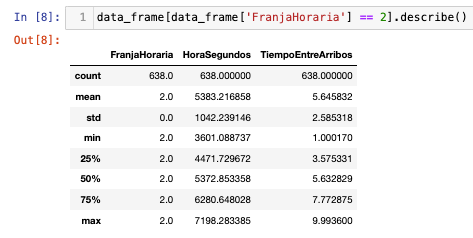 In [8]: 1 data_frame[data_frame['FranjaHoraria'] == 2].describe()
Out[8]:
FranjaHoraria HoraSegundos TiempoEntreArribos
count 638.0 638.000000 638.000000
mean 2.0 5383.216858 5.645832
std 0.0 1042.239146 2.585318
min 2.0 3601.088737 1.000170
25% 2.0 4471.729672 3.575331
50% 2.0 5372.853358 5.632829
75% 2.0 6280.648028 7.772875
max 2.0 7198.283385 9.993600